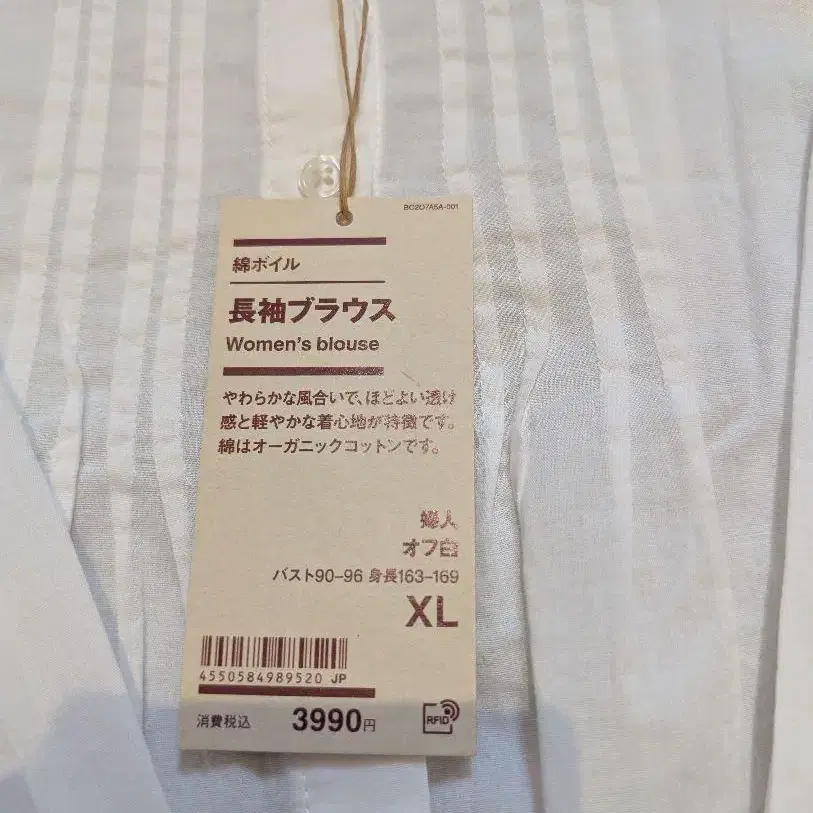 BC2O7A5A-001
綿ボイル
長袖ブラウス
Women's blouse
やわらかな風合いで、ほどよい透け
感と軽やかな着心地が特徴です。
綿はオーガニックコットンです。
婦人
オフ白
バスト90-96 身長163-169
XL
4550584989520 JP
消費税込 3990円
RFID